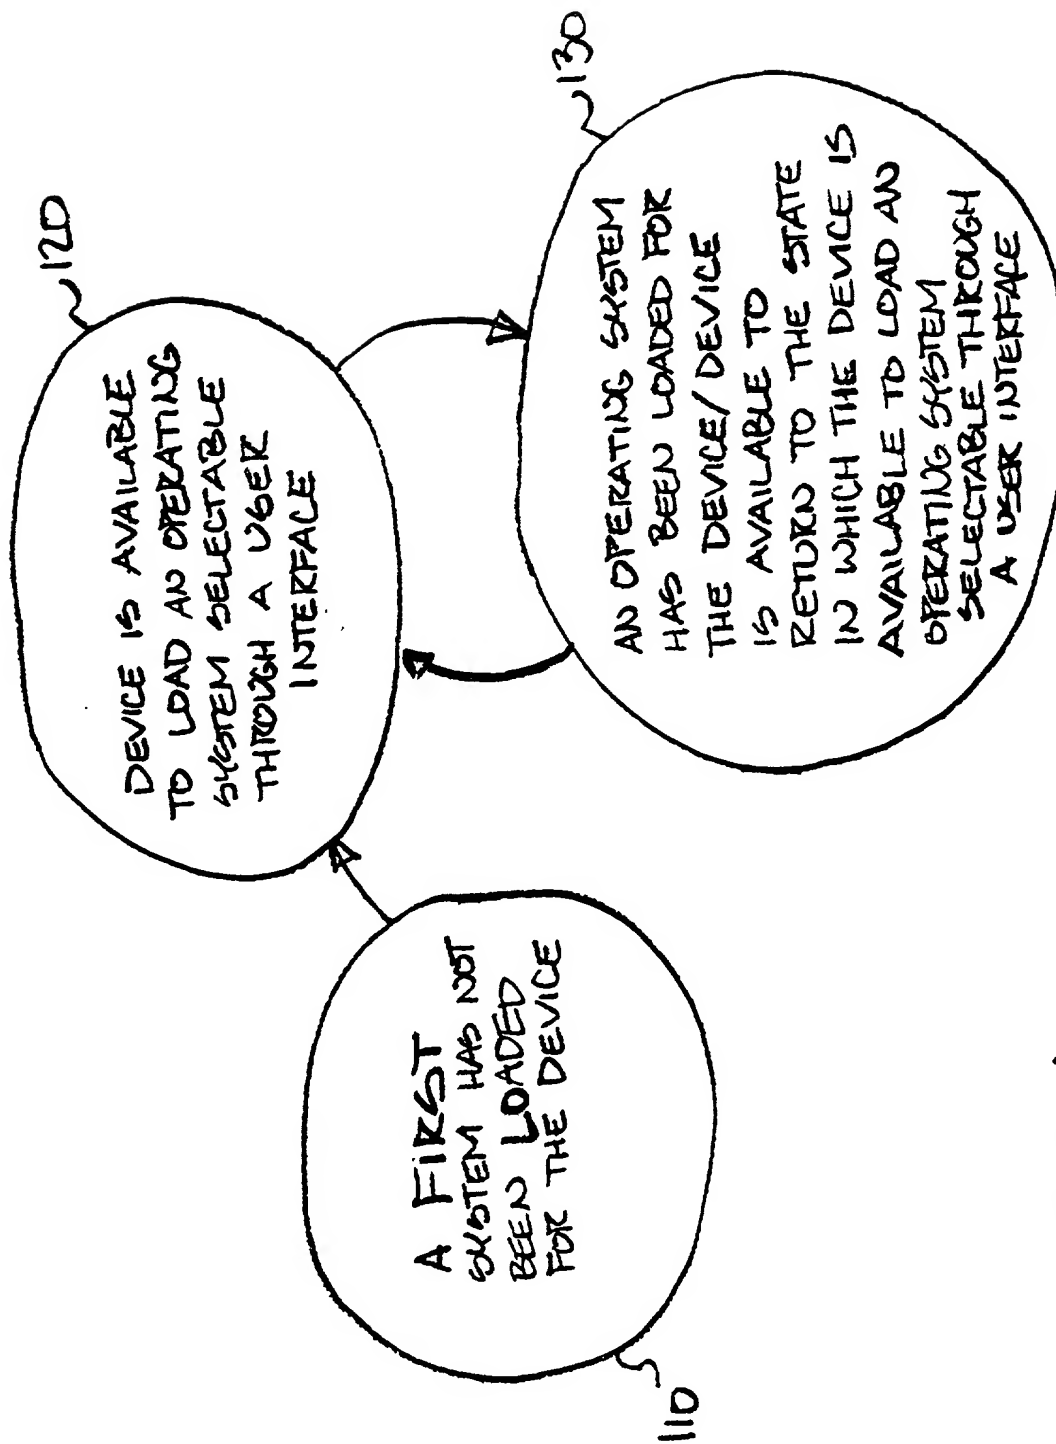 120
DEVICE IS AVAILABLE
TO LOAD AN OPERATING
SYSTEM SELECTABLE
THROUGH A USER
INTERFACE
130
AN OPERATING SYSTEM
HAS BEEN LOADED FOR
THE DEVICE/DEVICE
IS AVAILABLE TO
RETURN TO THE STATE
IN WHICH THE DEVICE IS
AVAILABLE TO LOAD AN
OPERATING SYSTEM
SELECTABLE THROUGH
A USER INTERFACE
A FIRST
SYSTEM HAS NOT
BEEN LOADED
FOR THE DEVICE
110